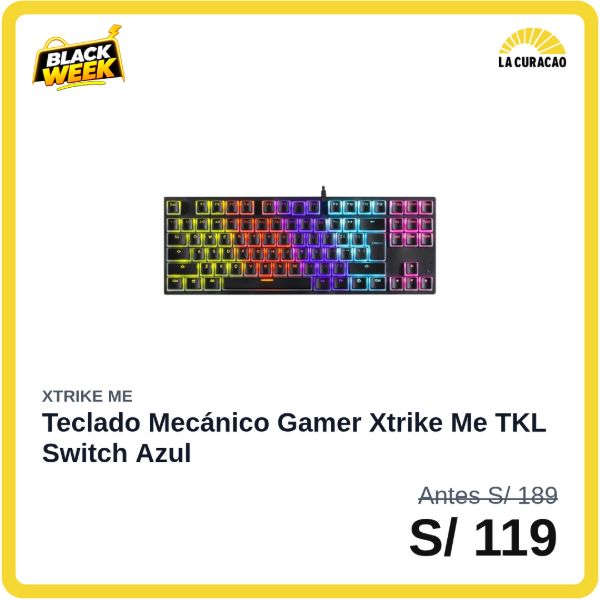 BLACK
WEEK
LA CURACAO
XTRIKE ME
Teclado Mecánico Gamer Xtrike Me TKL
Switch Azul
Antes S/ 189
S/ 119